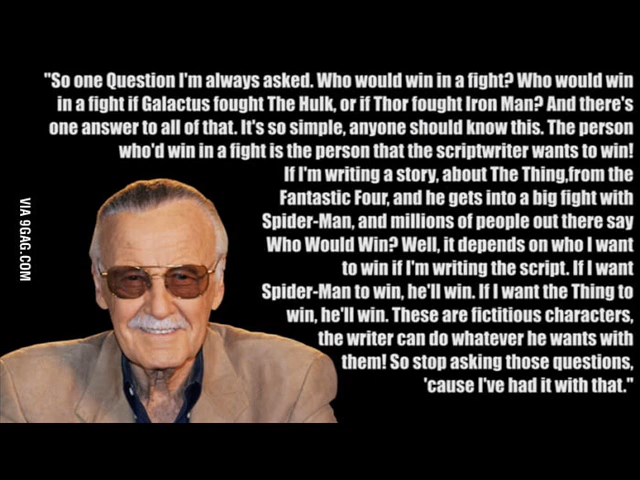 "So one Question I'm always asked. Who would win in a fight? Who would win
in a fight if Galactus fought The Hulk, or if Thor fought Iron Man? And there's
one answer to all of that. It's so simple, anyone should know this. The person
who'd win in a fight is the person that the scriptwriter wants to win!
If I'm writing a story, about The Thing,from the
Fantastic Four, and he gets into a big fight with
Spider-Man, and millions of people out there say
Who Would Win? Well, it depends on who I want
to win if I'm writing the script. If I want
Spider-Man to win, he'll win. If I want the Thing to
win, he'll win. These are fictitious characters,
the writer can do whatever he wants with
them! So stop asking those questions,
'cause I've had it with that."
VIA 9GAG.COM